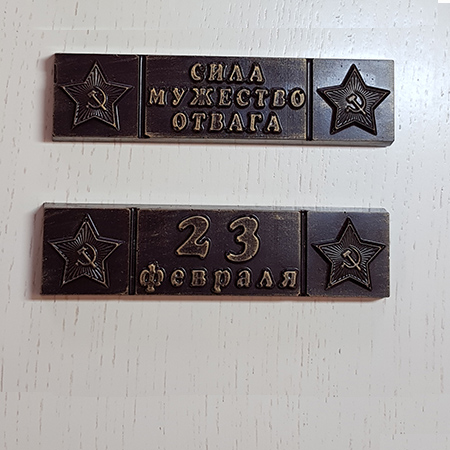 СИЛА
МУЖЕСТВО
ОТВАГА
23
февраля